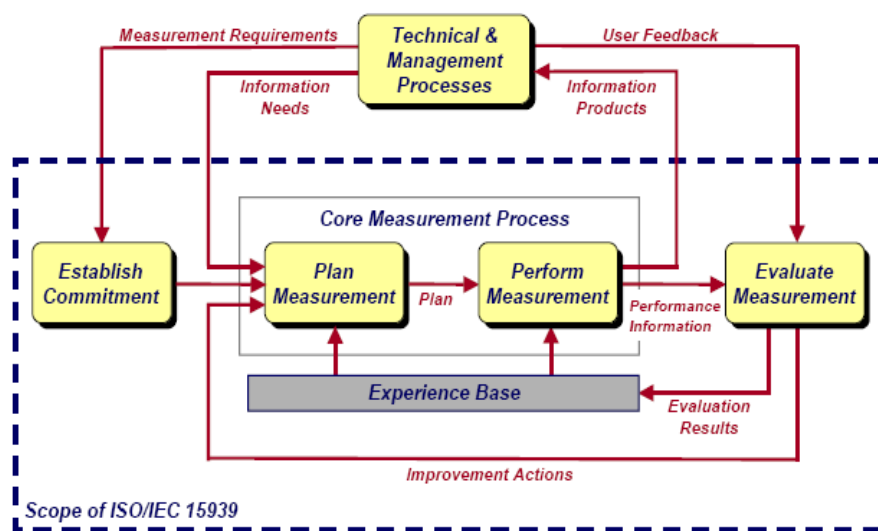 Measurement Requirements
Technical &
Management
Processes
User Feedback
Information
Needs
Information
Products
Core Measurement Process
Establish
Commitment
Plan
Measurement
Plan
Perform
Measurement
Performance
Information
Evaluate
Measurement
Experience Base
Evaluation
Results
Improvement Actions
Scope of ISO/IEC 15939